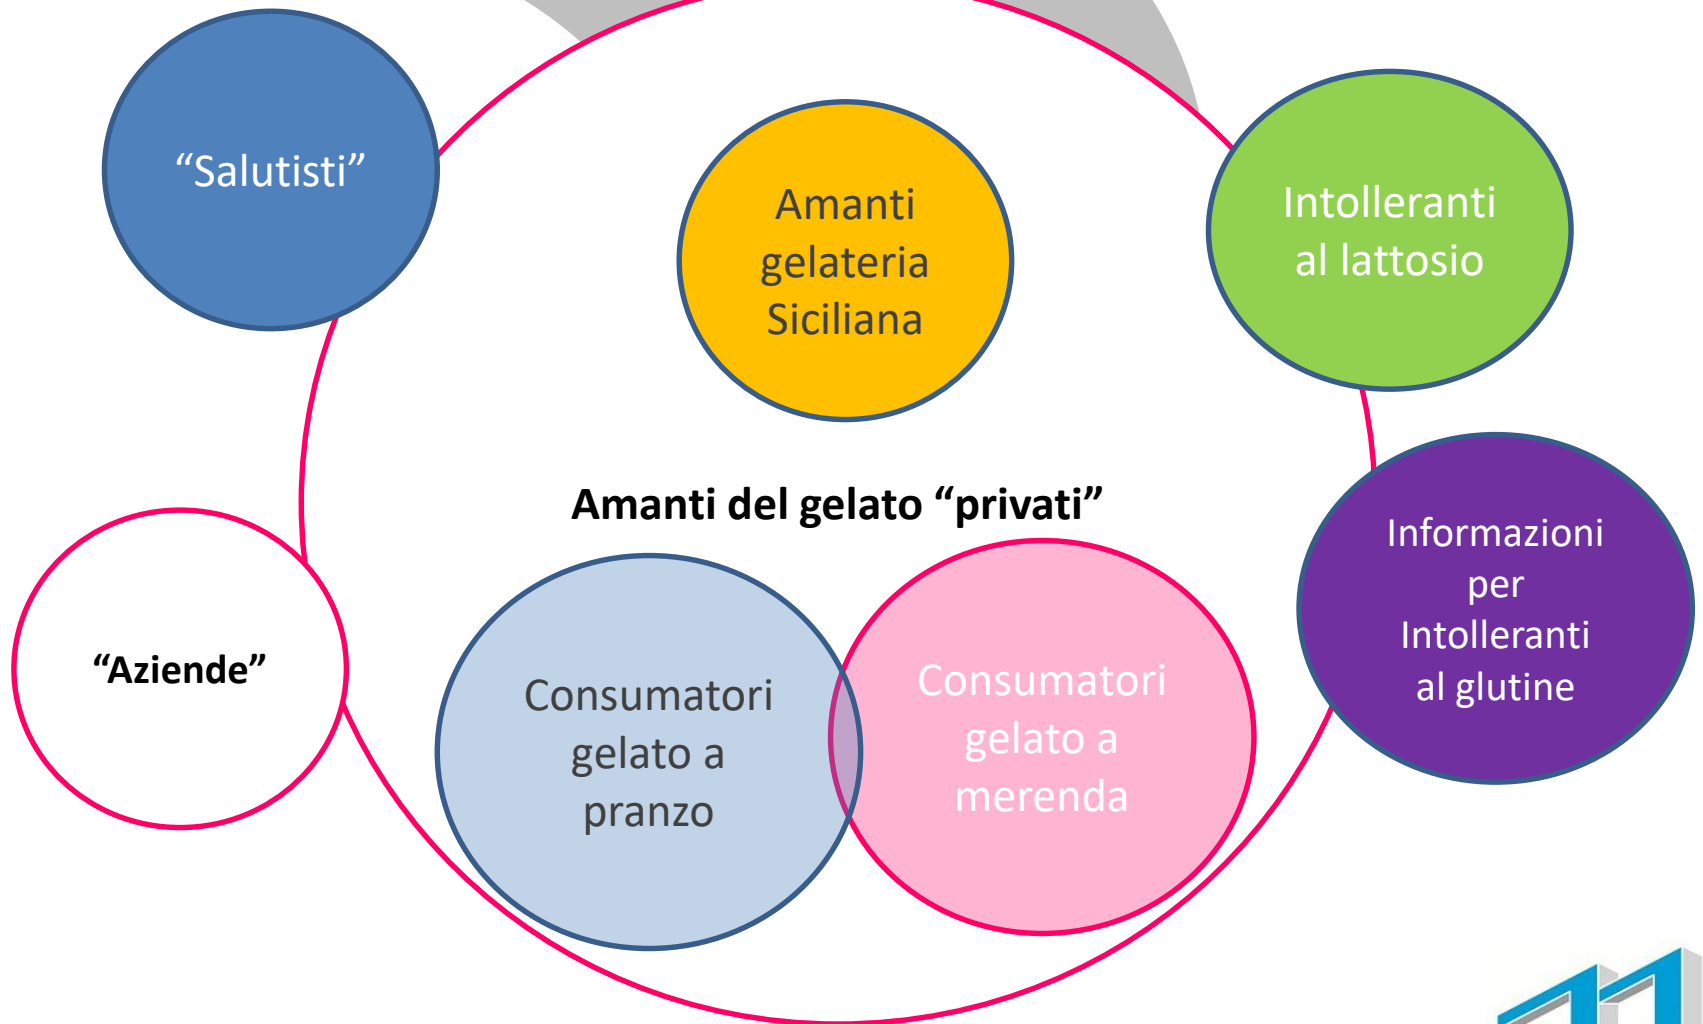 “Salutisti”
Amanti
gelateria
Siciliana
Intolleranti
al lattosio
Amanti del gelato “privati”
Informazioni
per
Intolleranti
al glutine
“Aziende”
Consumatori
gelato a
pranzo
Consumatori
gelato a
merenda